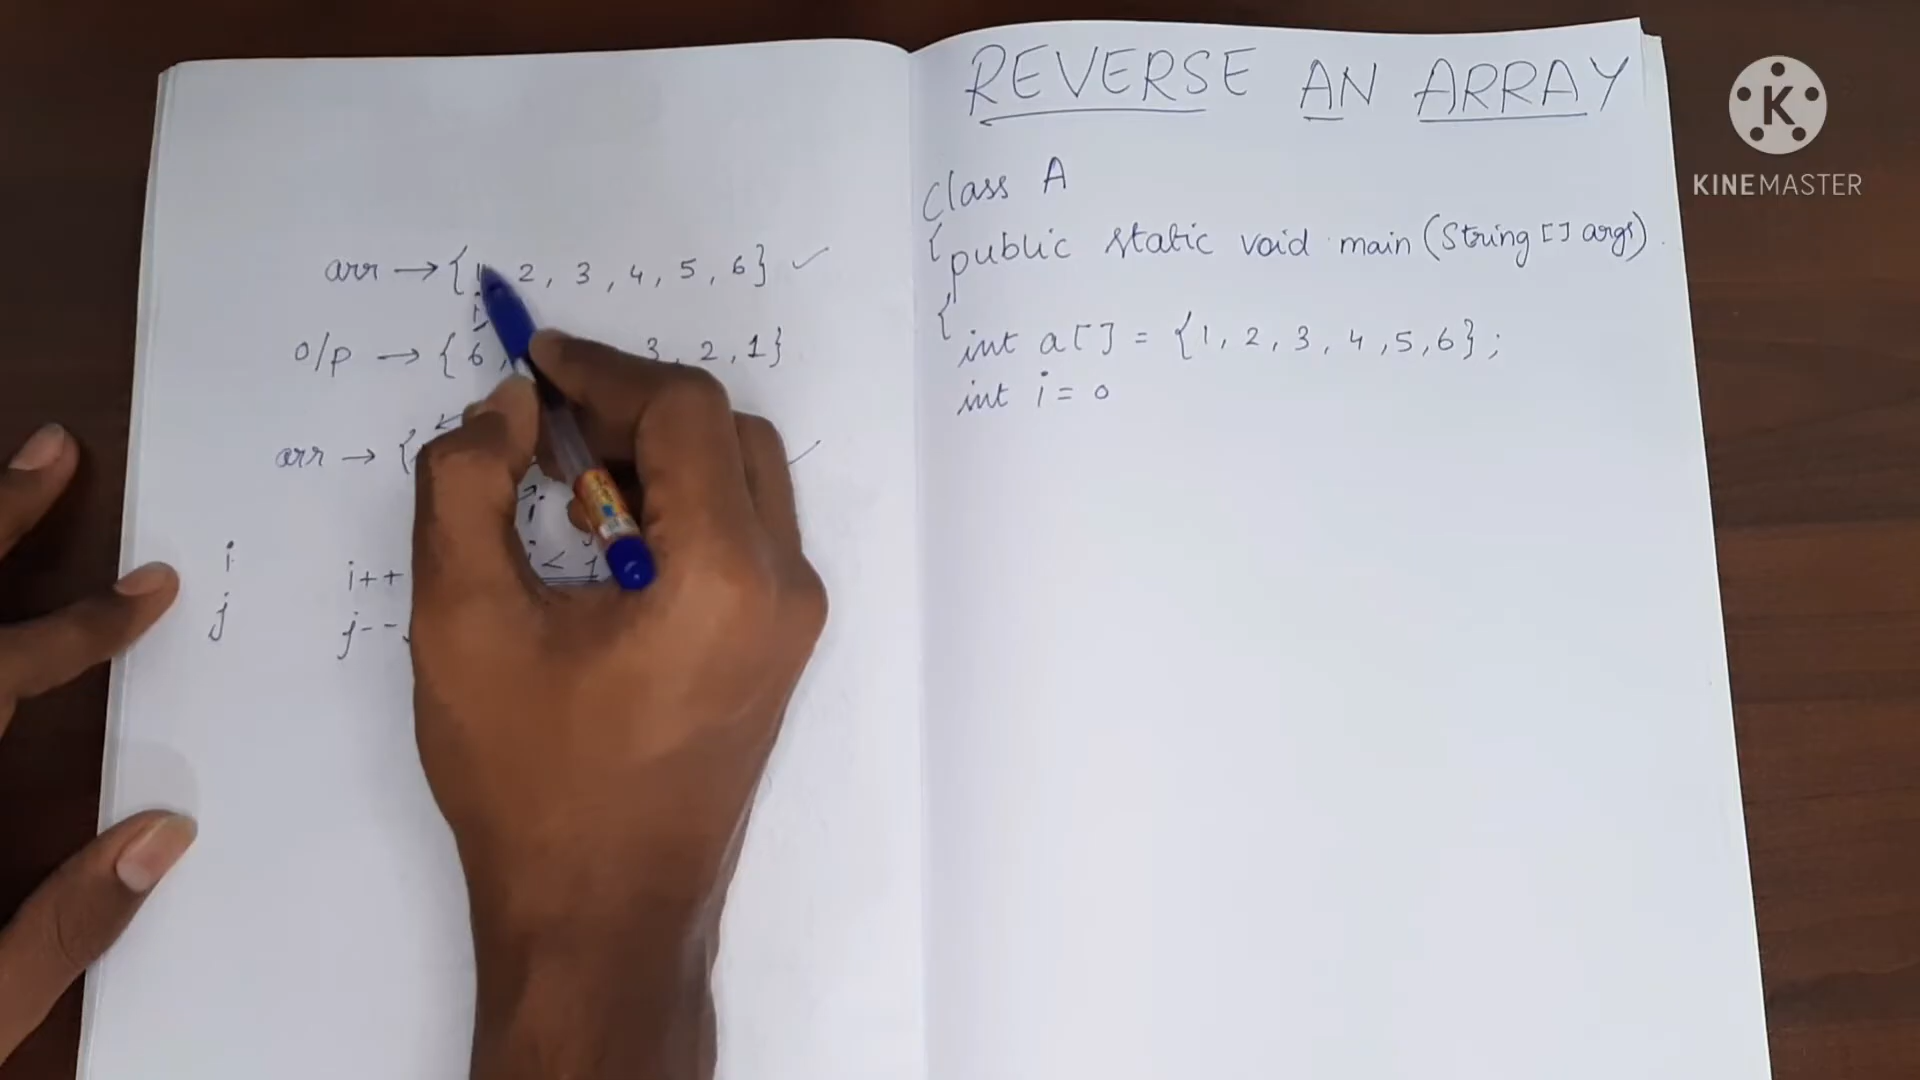 REVERSE AN ARRAY
arr → {1, 2, 3, 4, 5, 6} ✓
i
o/p → {6, 3, 2, 1}
arr → {
i
i < 1
i i++
j j--
class A
{public static void main (String [] args)
{
int a[] = {1, 2, 3, 4, 5, 6};
int i = 0
K
KINEMASTER